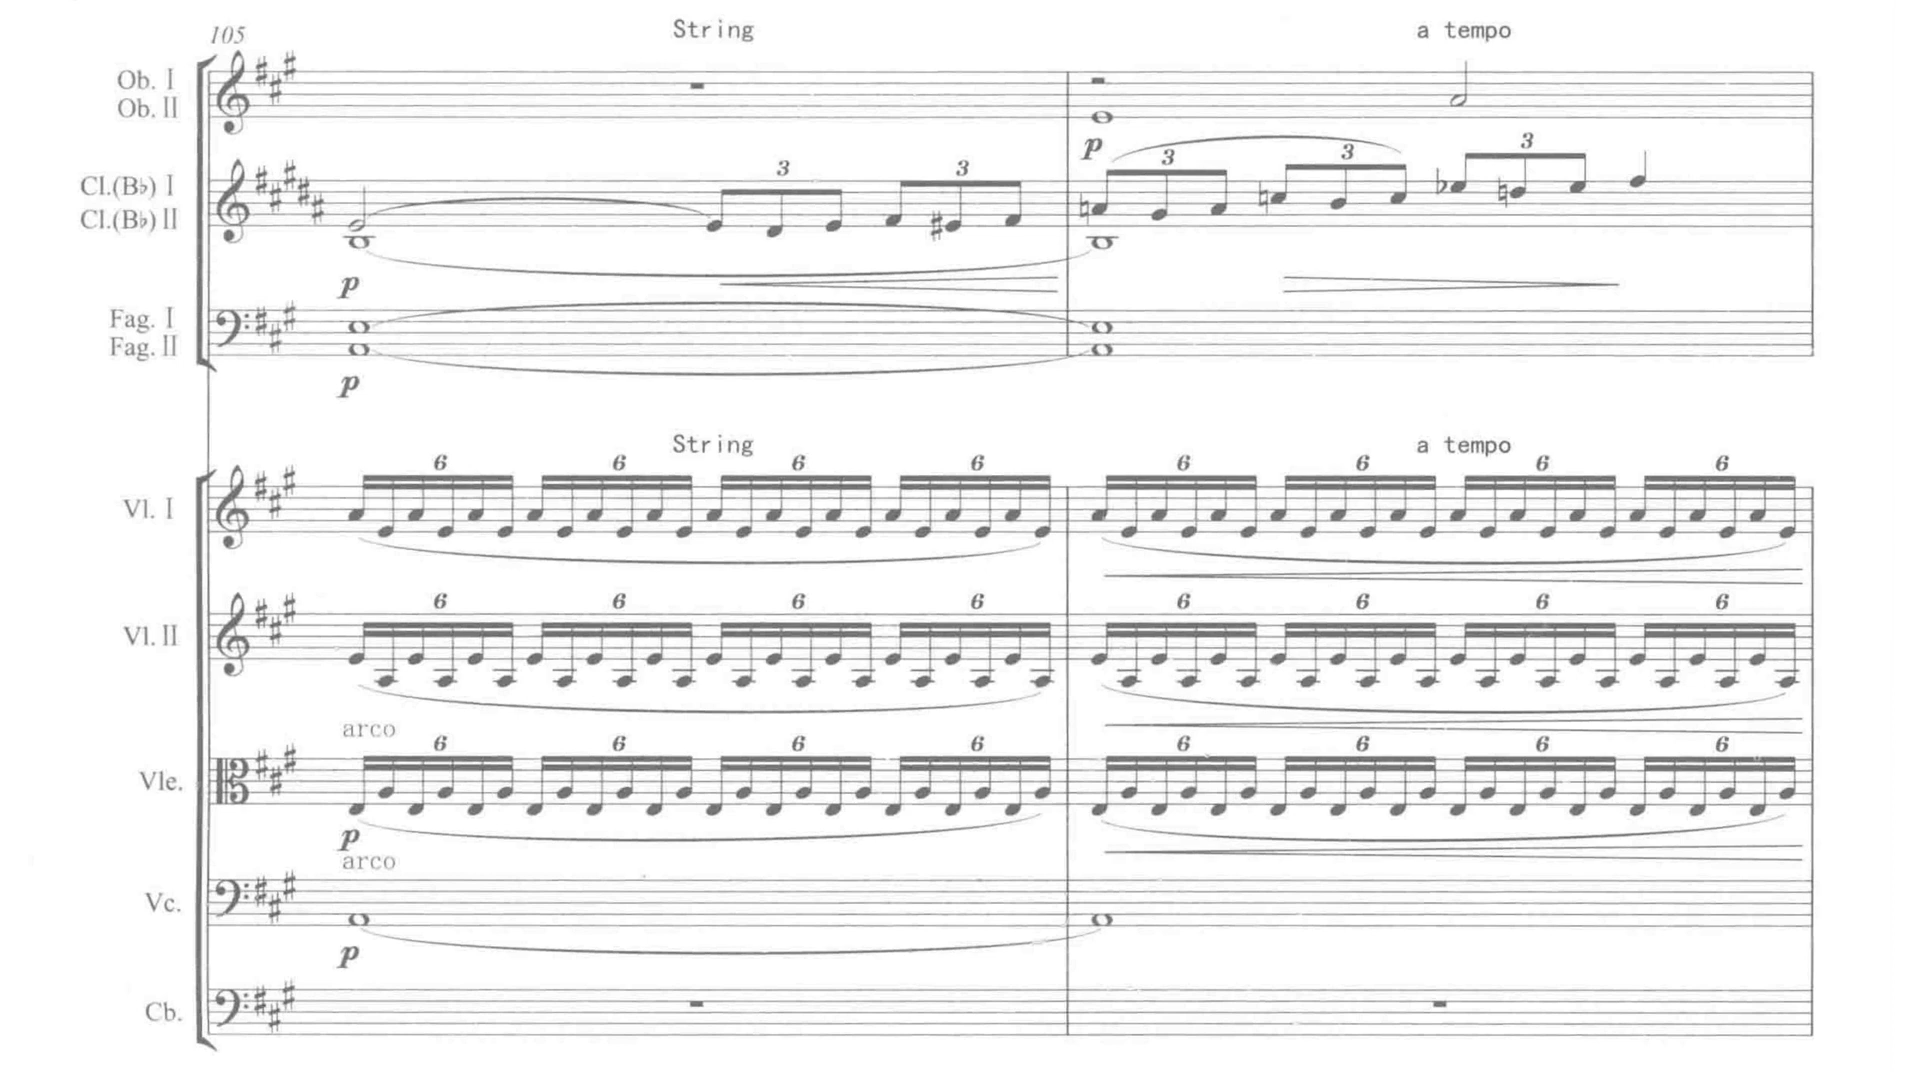 105
String
a tempo
Ob. I
Ob. II
p
3
3
3
3
3
Cl.(B♭) I
Cl.(B♭) II
p
Fag. I
Fag. II
p
String
a tempo
6 6 6 6 6 6 6 6
Vl. I
6 6 6 6 6 6 6 6
Vl. II
arco
6 6 6 6 6 6 6 6
Vle.
p
arco
Vc.
p
Cb.